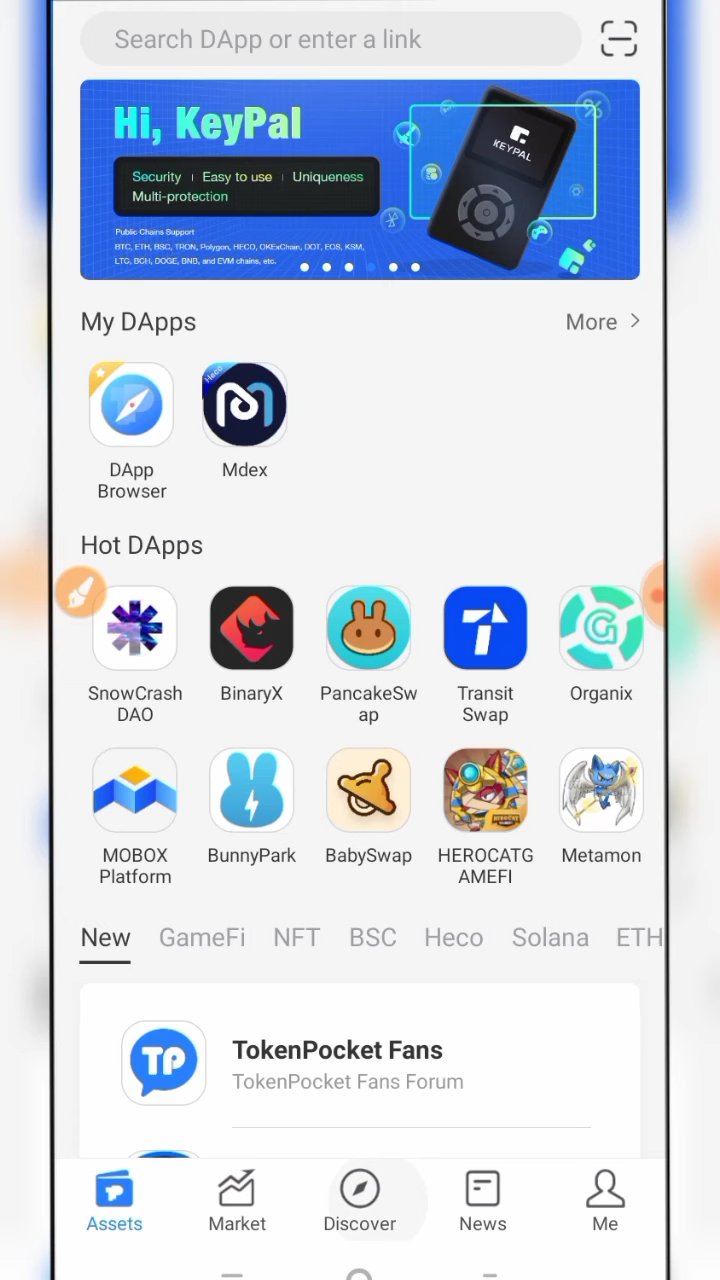 Search DApp or enter a link
Hi, KeyPal
Security | Easy to use | Uniqueness
Multi-protection
KEYPAL
Public Chains Support
BTC, ETH, BSC, TRON, Polygon, HECO, OKExChain, DOT, EOS, KSM,
LTC, BCH, DOGE, BNB, and EVM chains, etc.
My DApps
More
Heco
DApp
Browser
Mdex
Hot DApps
SnowCrash
DAO
BinaryX
PancakeSw
ap
Transit
Swap
Organix
MOBOX
Platform
BunnyPark
BabySwap
HEROCATG
AMEFI
Metamon
New GameFi NFT BSC Heco Solana ETH
TP
TokenPocket Fans
TokenPocket Fans Forum
Assets Market Discover News Me